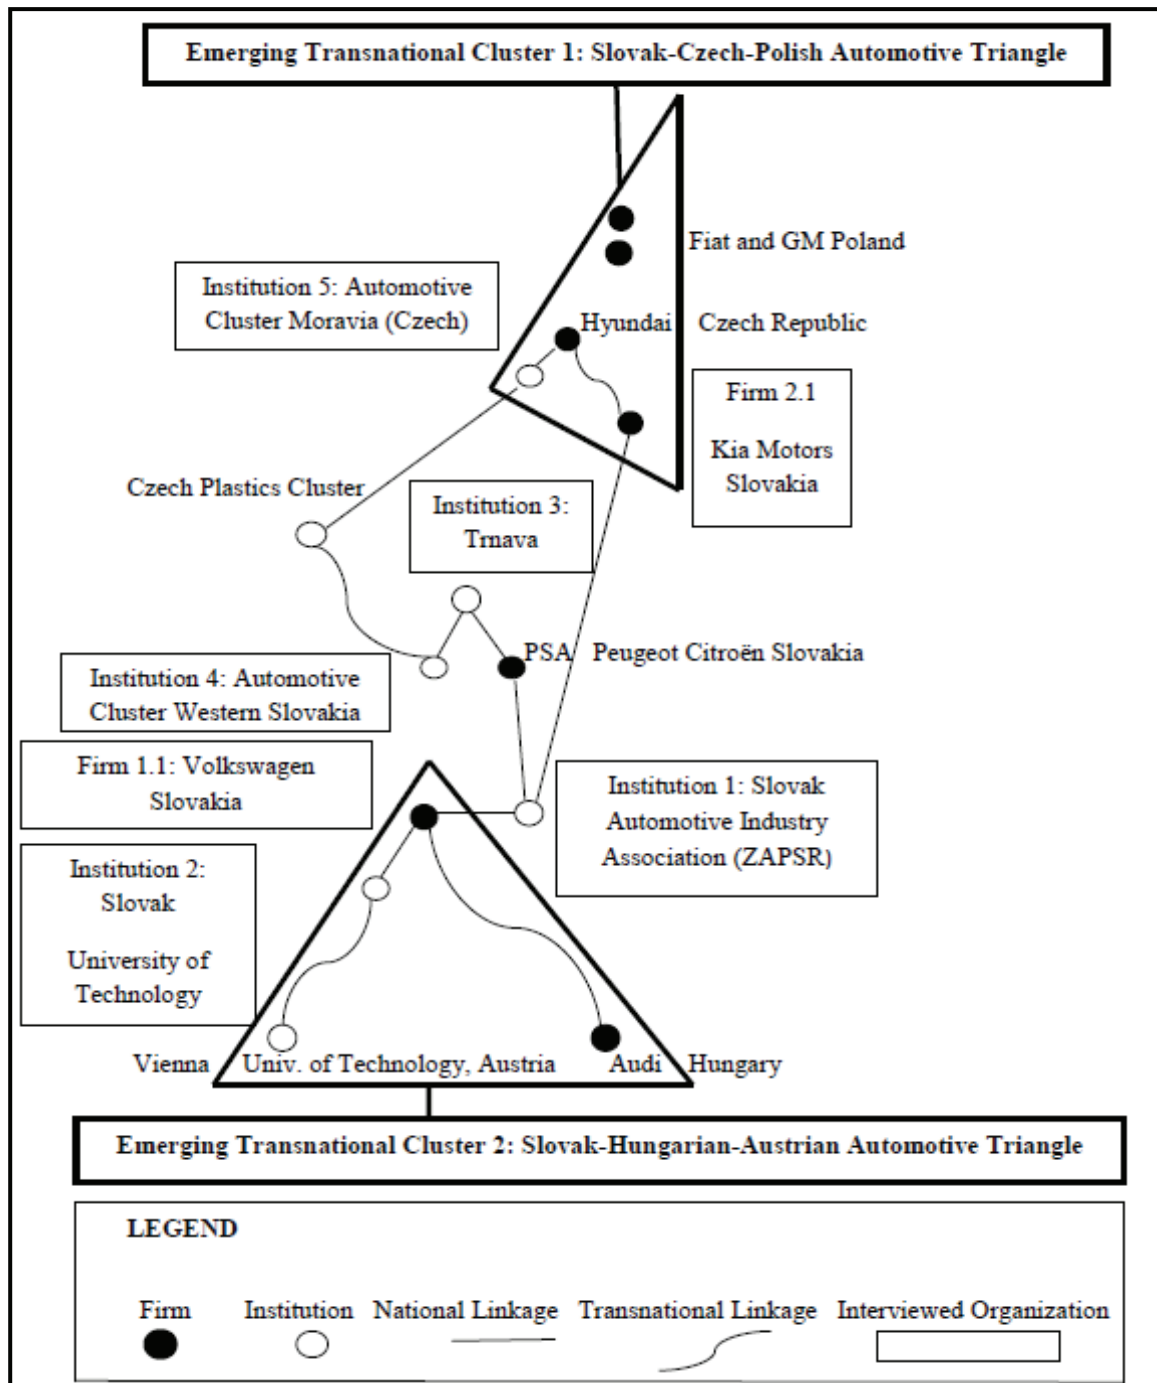 Emerging Transnational Cluster 1: Slovak-Czech-Polish Automotive Triangle
Fiat and GM Poland
Institution 5: Automotive
Cluster Moravia (Czech)
Hyundai Czech Republic
Firm 2.1
Kia Motors
Slovakia
Czech Plastics Cluster
Institution 3:
Trnava
PSA Peugeot Citroën Slovakia
Institution 4: Automotive
Cluster Western Slovakia
Firm 1.1: Volkswagen
Slovakia
Institution 1: Slovak
Automotive Industry
Association (ZAPSR)
Institution 2:
Slovak
University of
Technology
Vienna Univ. of Technology, Austria
Audi Hungary
Emerging Transnational Cluster 2: Slovak-Hungarian-Austrian Automotive Triangle
LEGEND
Firm
Institution
National Linkage
Transnational Linkage
Interviewed Organization